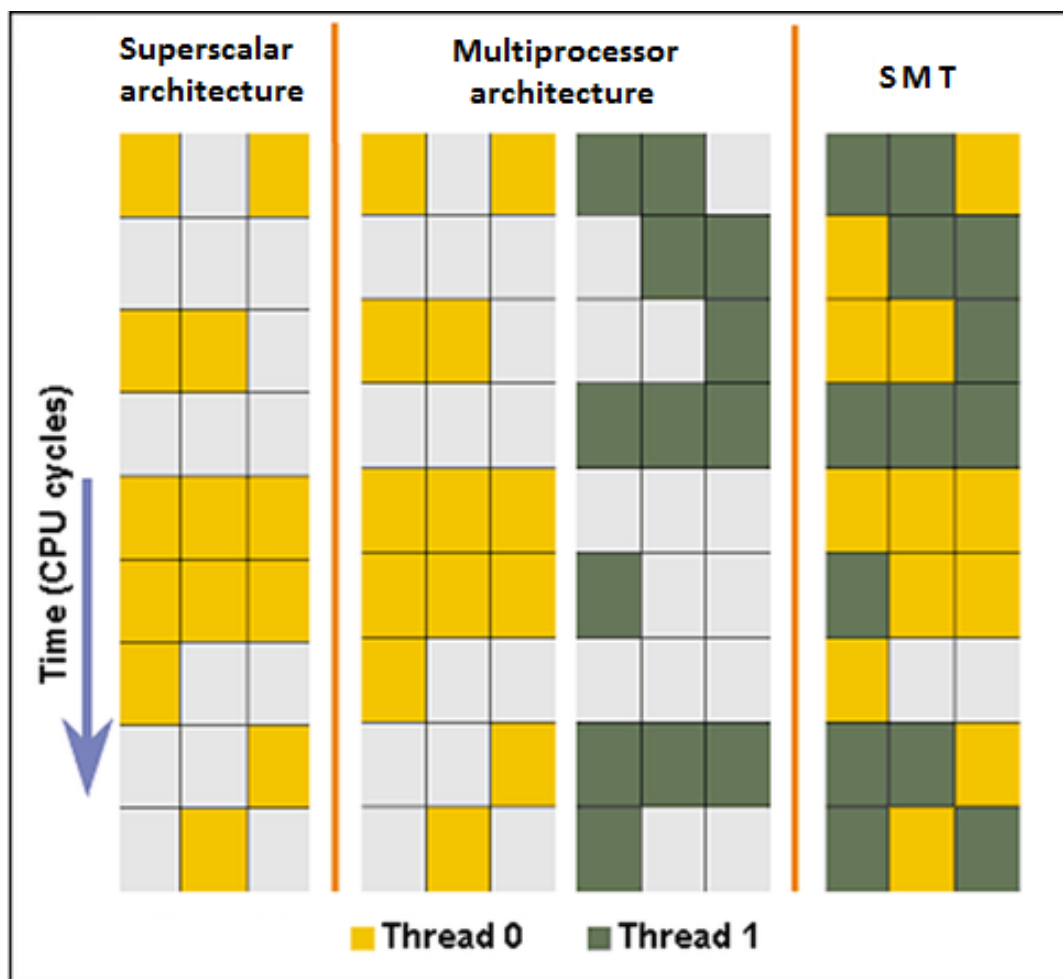 Superscalar
architecture
Multiprocessor
architecture
SMT
Time (CPU cycles)
Thread 0
Thread 1